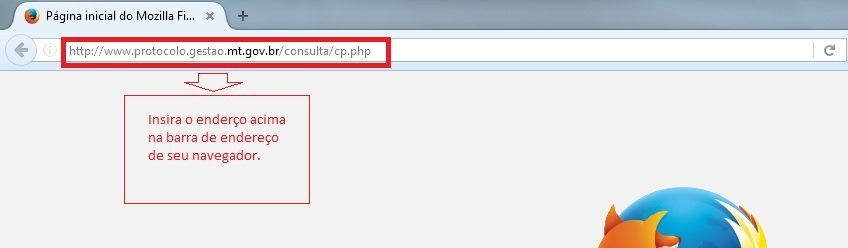 Página inicial do Mozilla Fi...
http://www.protocolo.gestao.mt.gov.br/consulta/cp.php
Insira o enderço acima
na barra de endereço
de seu navegador.